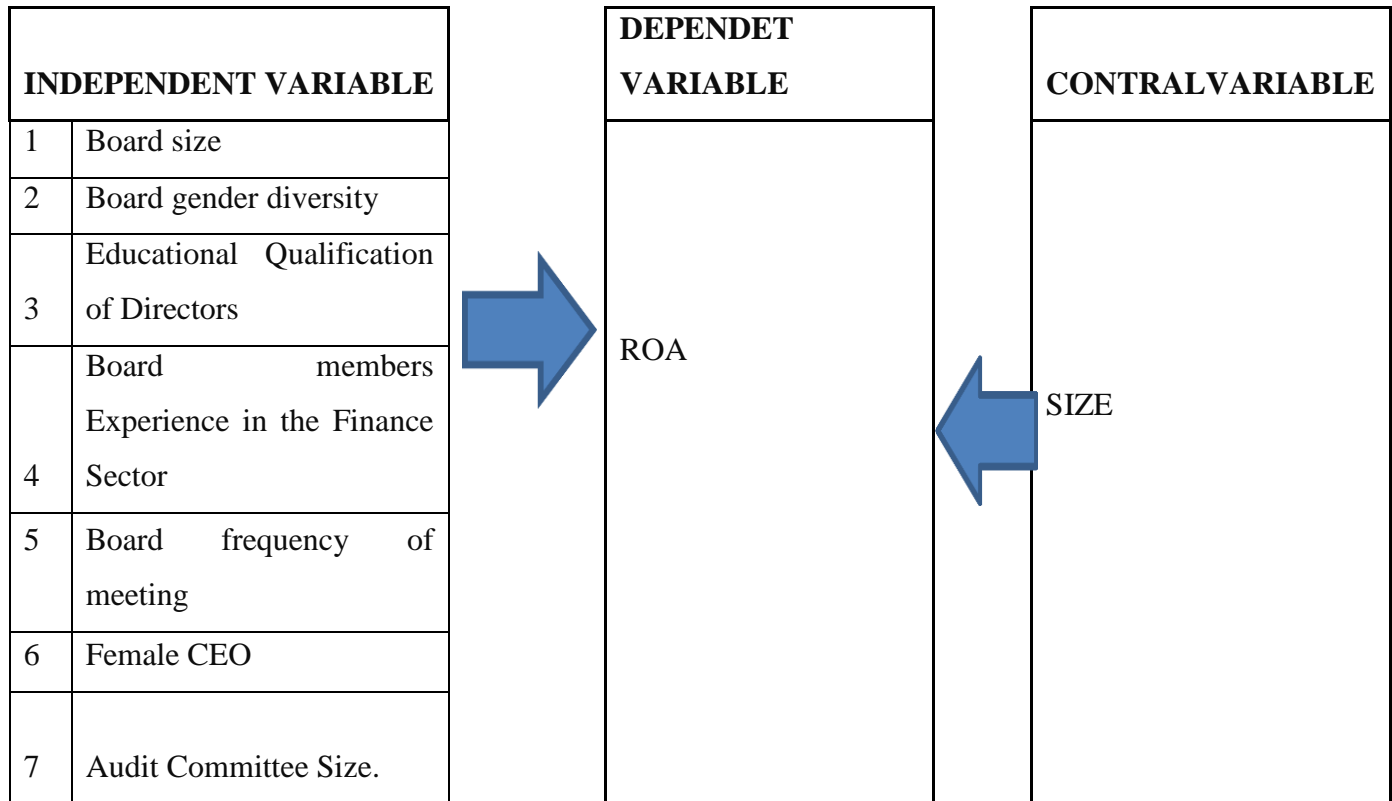 INDEPENDENT VARIABLE
1 Board size
2 Board gender diversity
Educational Qualification
3 of Directors
Board members
Experience in the Finance
4 Sector
5 Board frequency of
meeting
6 Female CEO
7 Audit Committee Size.
DEPENDET
VARIABLE
ROA
CONTRALVARIABLE
SIZE